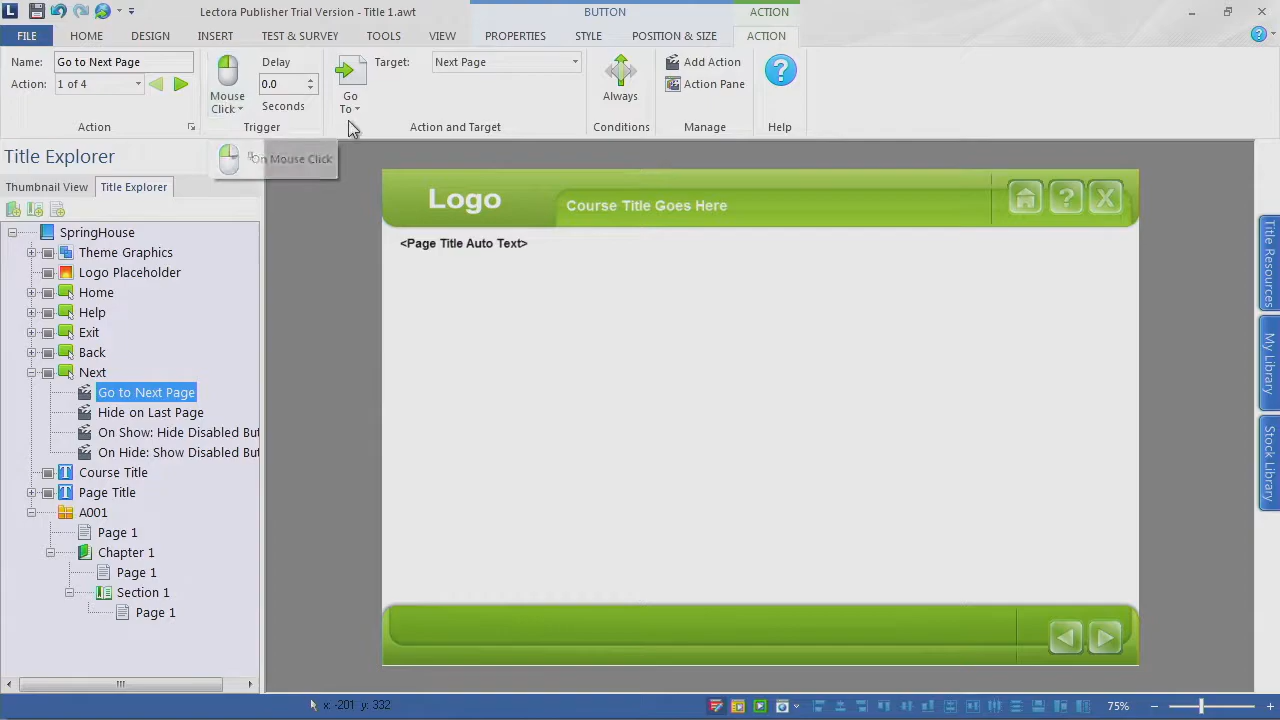 Lectora Publisher Trial Version - Title 1.awt
BUTTON
ACTION
FILE
HOME
DESIGN
INSERT
TEST & SURVEY
TOOLS
VIEW
PROPERTIES
STYLE
POSITION & SIZE
ACTION
Name: Go to Next Page
Action: 1 of 4
Action
Mouse
Click
Delay
0.0
Seconds
Trigger
Go
To
Target: Next Page
Action and Target
Always
Conditions
Add Action
Action Pane
Manage
Help
On Mouse Click
Title Explorer
Thumbnail View
Title Explorer
SpringHouse
Theme Graphics
Logo Placeholder
Home
Help
Exit
Back
Next
Go to Next Page
Hide on Last Page
On Show: Hide Disabled But
On Hide: Show Disabled But
Course Title
Page Title
A001
Page 1
Chapter 1
Page 1
Section 1
Page 1
Logo
Course Title Goes Here
<Page Title Auto Text>
Title Resources
My Library
Stock Library
x: -201 y: 332
75%